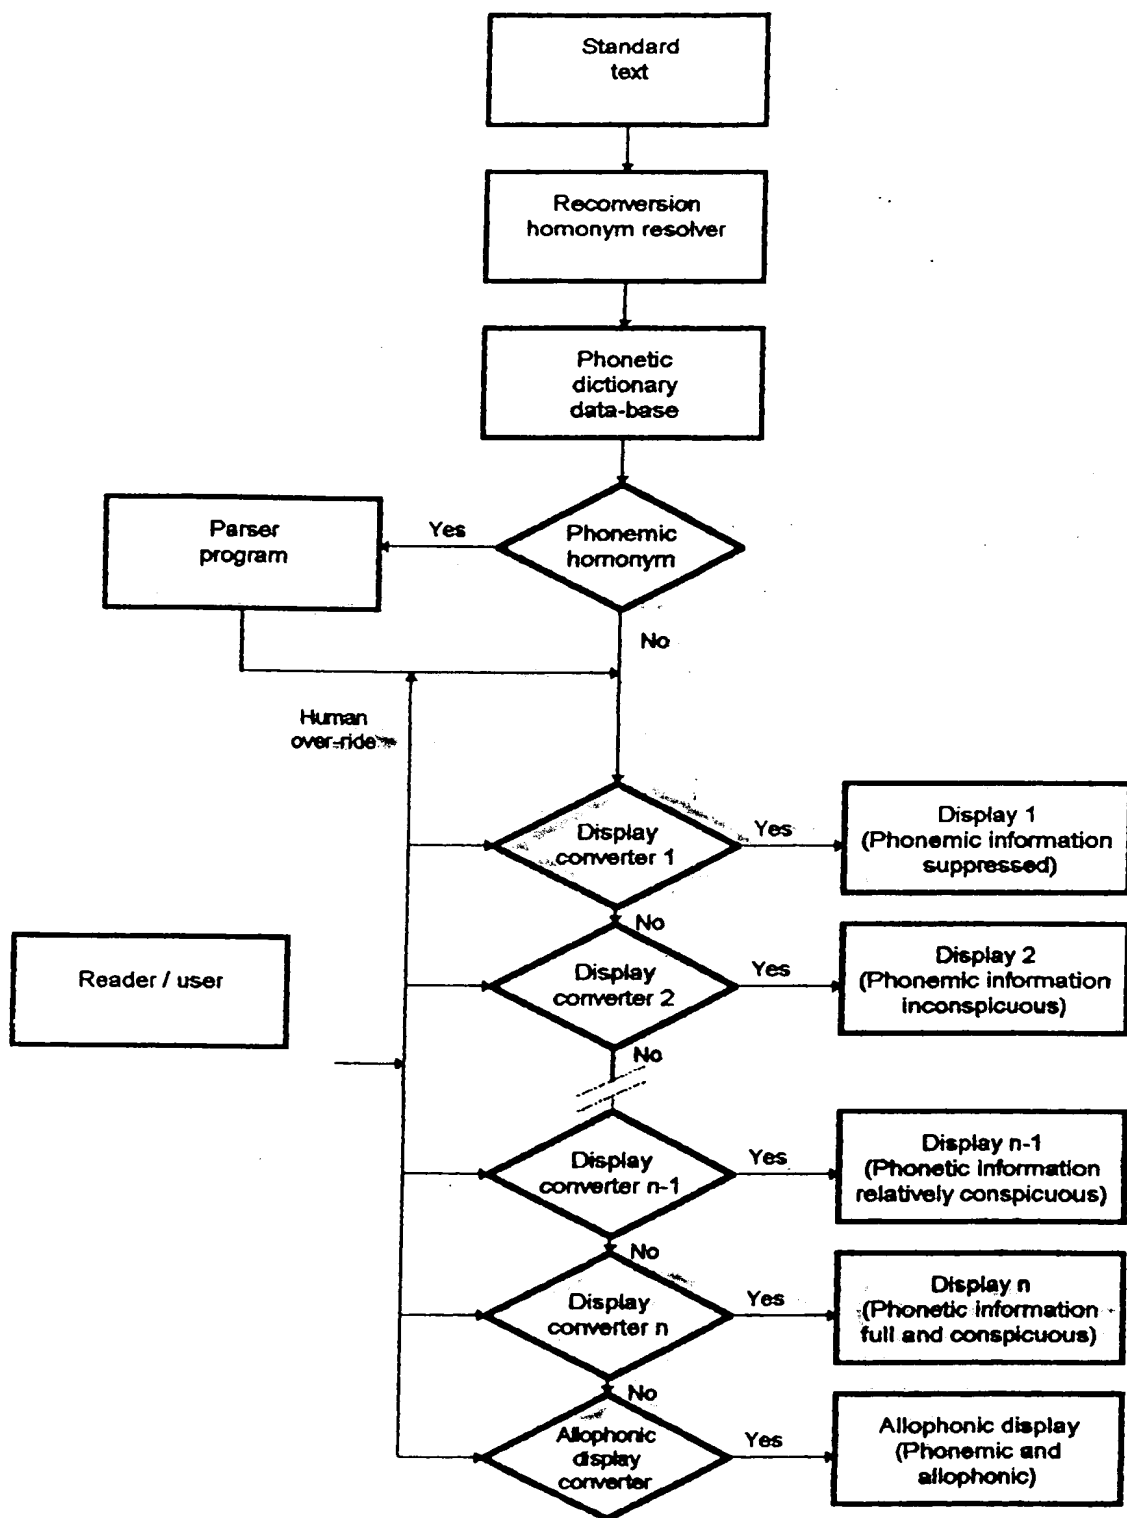 Standard
text
Reconversion
homonym resolver
Phonetic
dictionary
data-base
Parser
program
Yes
Phonemic
homonym
No
Human
over-ride
Display
converter 1
Yes
Display 1
(Phonemic information
suppressed)
No
Reader / user
Display
converter 2
Yes
Display 2
(Phonemic information
inconspicuous)
No
Display
converter n-1
Yes
Display n-1
(Phonetic information
relatively conspicuous)
No
Display
converter n
Yes
Display n
(Phonetic information
full and conspicuous)
No
Allophonic
display
converter
Yes
Allophonic display
(Phonemic and
allophonic)